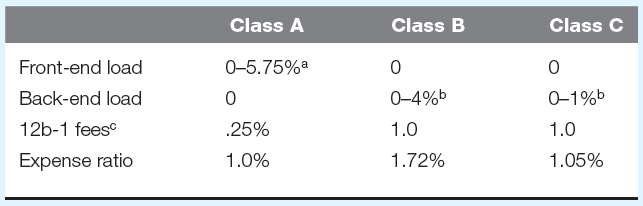 Class A Class B Class C
Front-end load 0–5.75%ᵃ 0 0
Back-end load 0 0–4%ᵇ 0–1%ᵇ
12b-1 feesᶜ .25% 1.0 1.0
Expense ratio 1.0% 1.72% 1.05%